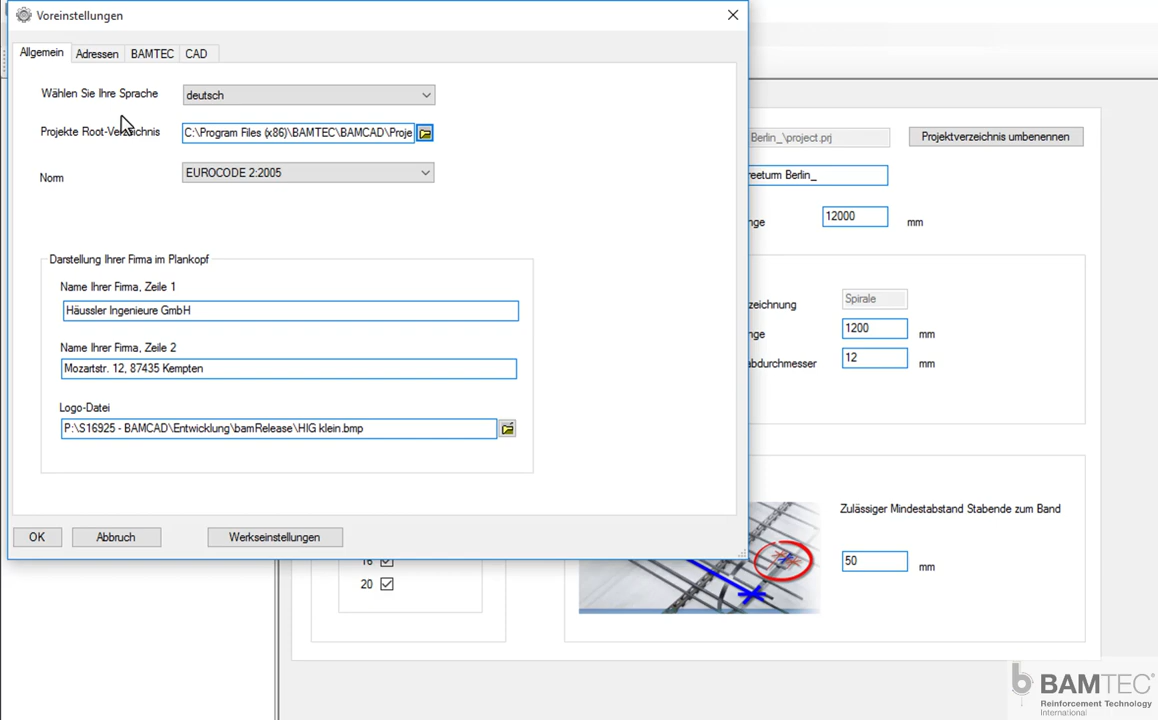 Voreinstellungen
Allgemein Adressen BAMTEC CAD
Wählen Sie Ihre Sprache deutsch
Projekte Root-Verzeichnis C:\Program Files (x86)\BAMTEC\BAMCAD\Proje
Norm EUROCODE 2:2005
Darstellung Ihrer Firma im Plankopf
Name Ihrer Firma, Zeile 1
Häussler Ingenieure GmbH
Name Ihrer Firma, Zeile 2
Mozartstr. 12, 87435 Kempten
Logo-Datei
P:\S16925 - BAMCAD\Entwicklung\bamRelease\HIG klein.bmp
OK Abbruch Werkseinstellungen
Berlin_\project.prj Projektverzeichnis umbenennen
reeturm Berlin_
nge 12000 mm
zeichnung Spirale
nge 1200 mm
abdurchmesser 12 mm
Zulässiger Mindestabstand Stabende zum Band
50 mm
16
20
BAMTEC®
Reinforcement Technology
International